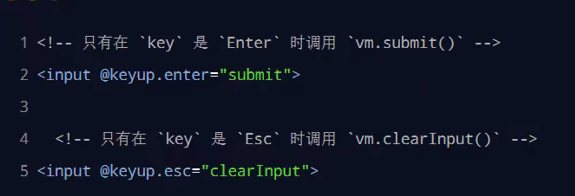 1 <!-- 只有在 `key` 是 `Enter` 时调用 `vm.submit()` -->
2 <input @keyup.enter="submit">
3
4 <!-- 只有在 `key` 是 `Esc` 时调用 `vm.clearInput()` -->
5 <input @keyup.esc="clearInput">